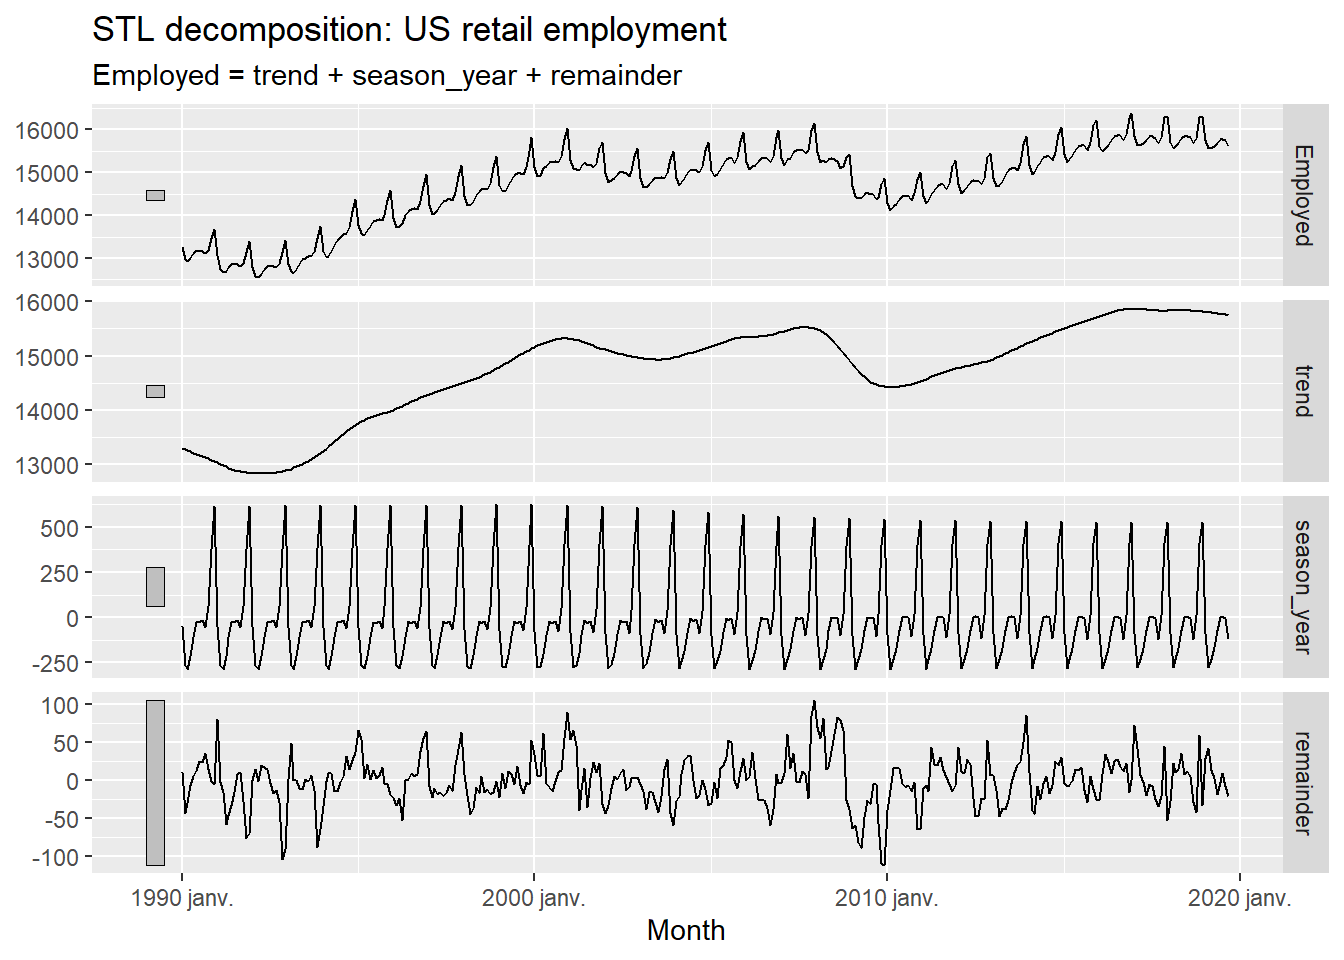 STL decomposition: US retail employment
Employed = trend + season_year + remainder
16000
15000
14000
13000
Employed
16000
15000
14000
13000
trend
500
250
0
-250
season_year
100
50
0
-50
-100
remainder
1990 janv.
2000 janv.
2010 janv.
2020 janv.
Month